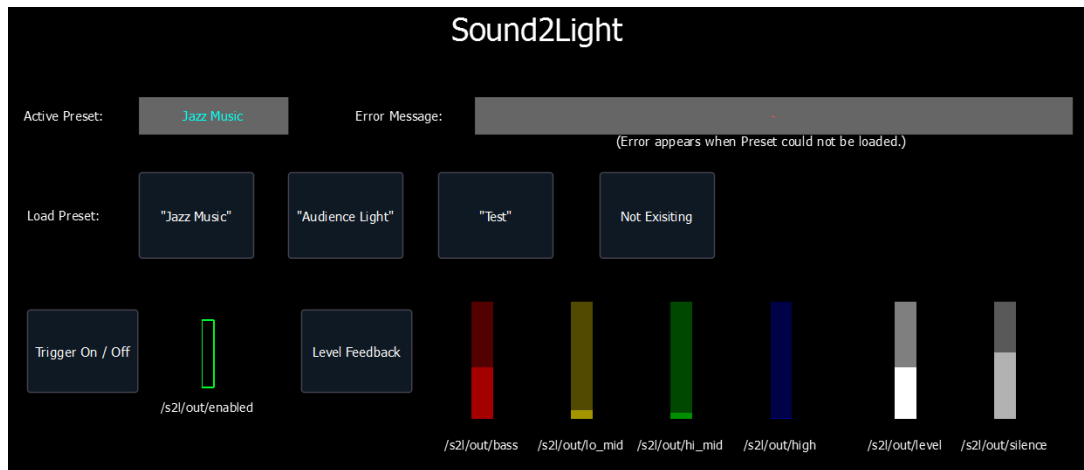 Sound2Light
Active Preset:
Jazz Music
Error Message:
-
(Error appears when Preset could not be loaded.)
Load Preset:
"Jazz Music"
"Audience Light"
"Test"
Not Exisiting
Trigger On / Off
/s2l/out/enabled
Level Feedback
/s2l/out/bass
/s2l/out/lo_mid
/s2l/out/hi_mid
/s2l/out/high
/s2l/out/level
/s2l/out/silence